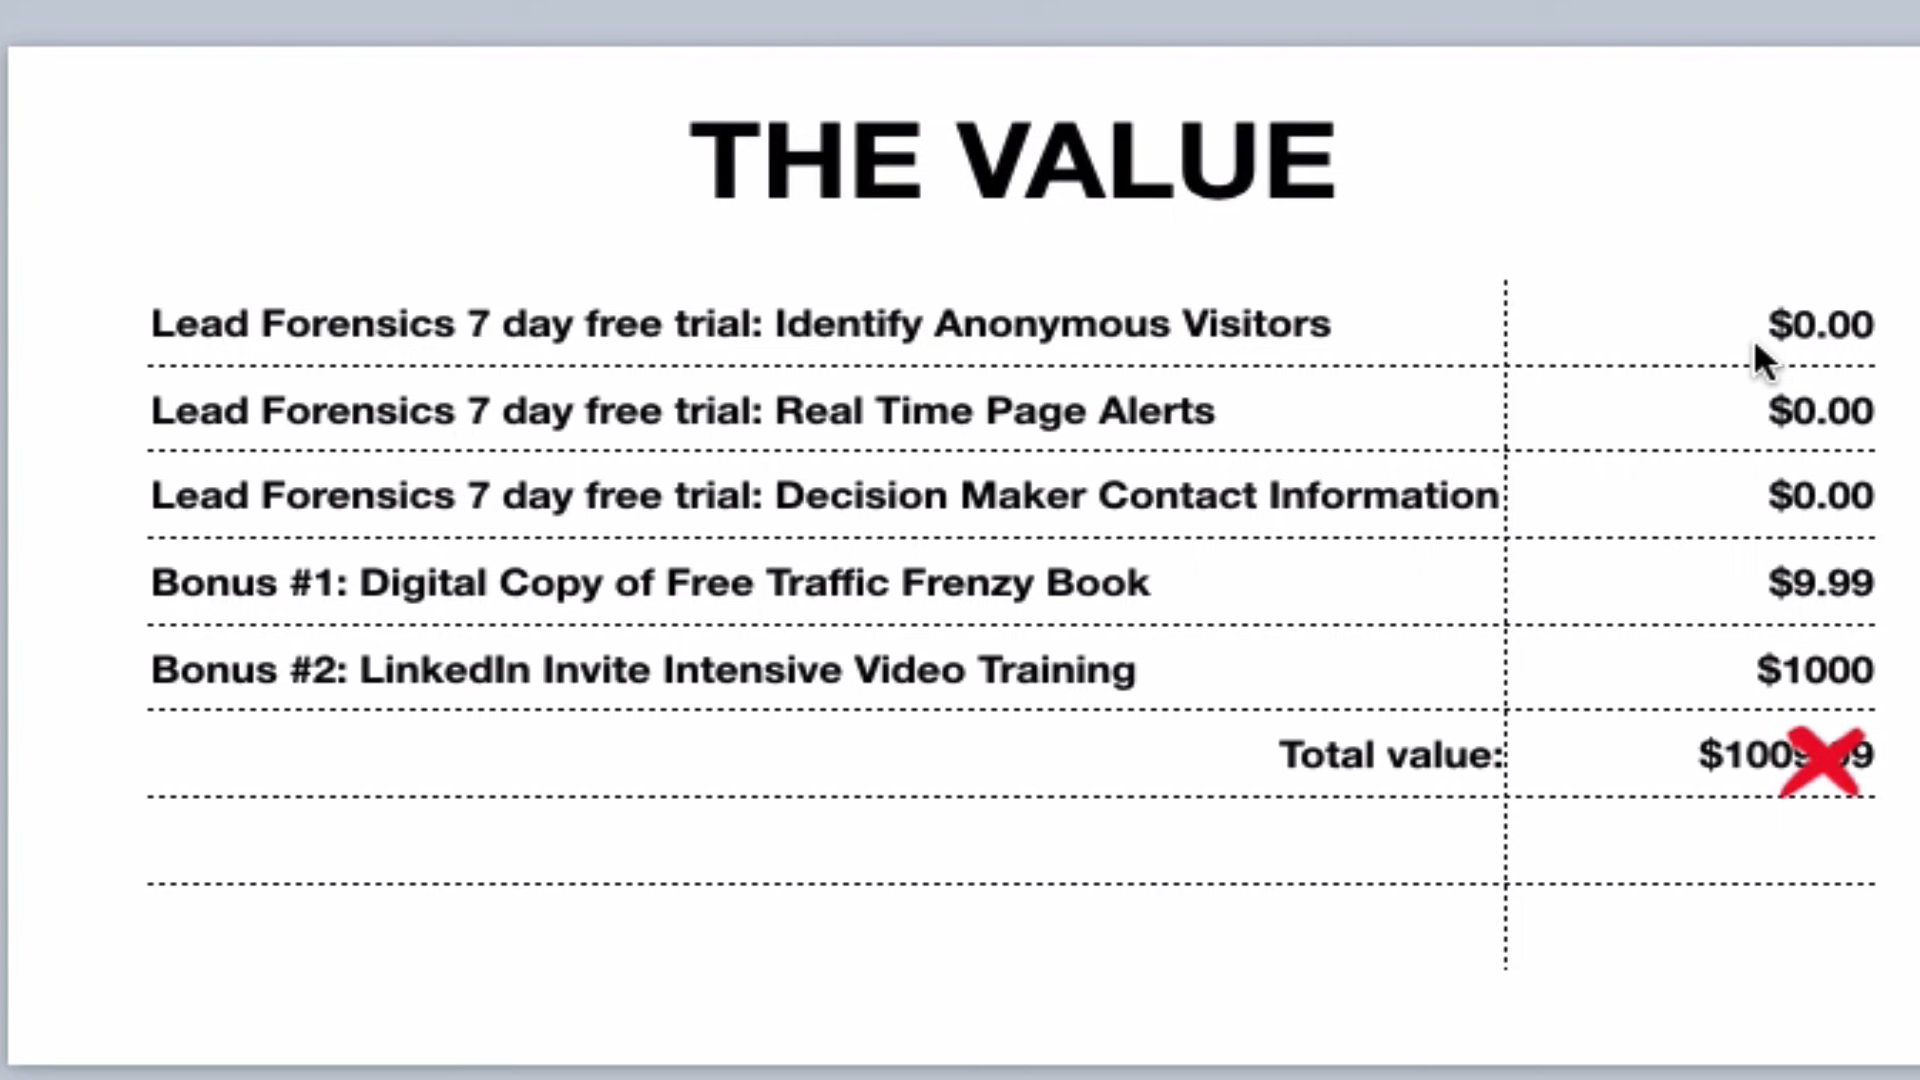 THE VALUE
Lead Forensics 7 day free trial: Identify Anonymous Visitors $0.00
Lead Forensics 7 day free trial: Real Time Page Alerts $0.00
Lead Forensics 7 day free trial: Decision Maker Contact Information $0.00
Bonus #1: Digital Copy of Free Traffic Frenzy Book $9.99
Bonus #2: LinkedIn Invite Intensive Video Training $1000
Total value: